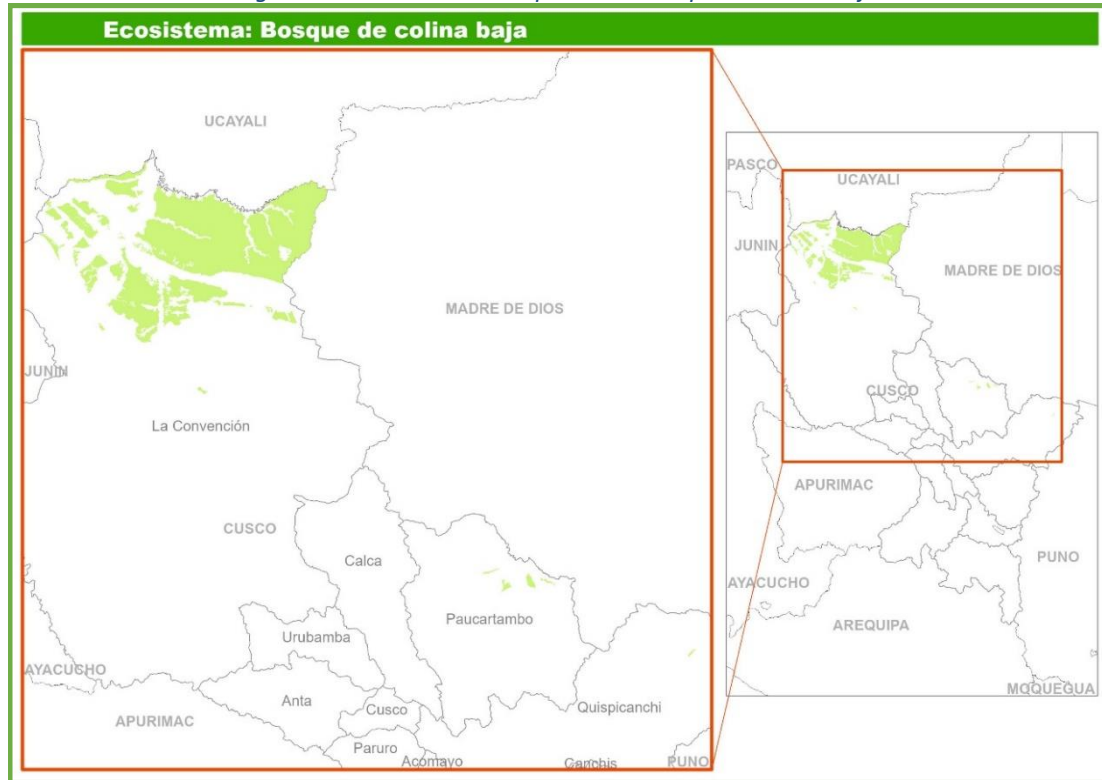 Ecosistema: Bosque de colina baja
UCAYALI
MADRE DE DIOS
JUNIN
La Convención
CUSCO
Calca
Paucartambo
Urubamba
AYACUCHO
Anta
Cusco
Quispicanchi
APURIMAC
Paruro
Acomayo
Canchis
PUNO
PASCO
UCAYALI
JUNIN
MADRE DE DIOS
CUSCO
APURIMAC
PUNO
AYACUCHO
AREQUIPA
MOQUEGUA